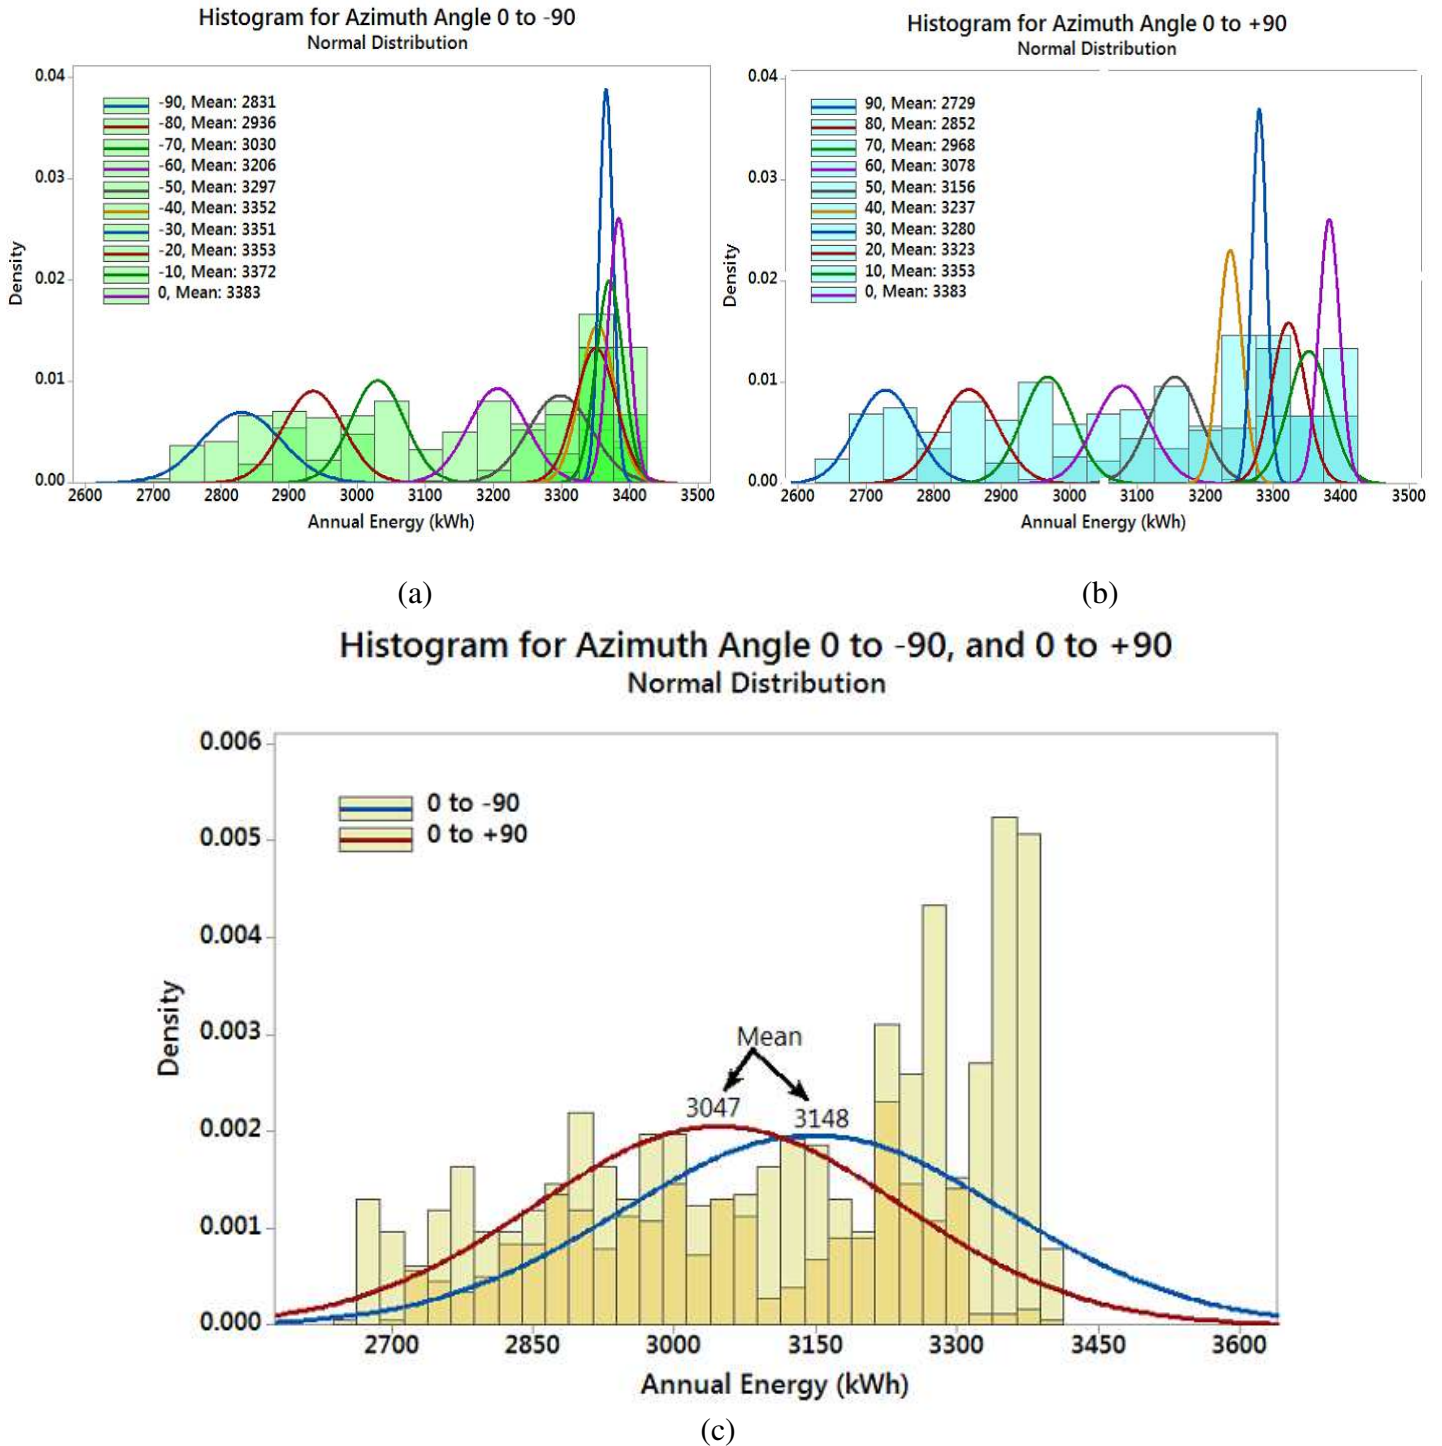 Histogram for Azimuth Angle 0 to -90
Normal Distribution
0.04
0.03
0.02
0.01
0.00
Density
-90, Mean: 2831
-80, Mean: 2936
-70, Mean: 3030
-60, Mean: 3206
-50, Mean: 3297
-40, Mean: 3352
-30, Mean: 3351
-20, Mean: 3353
-10, Mean: 3372
0, Mean: 3383
2600 2700 2800 2900 3000 3100 3200 3300 3400 3500
Annual Energy (kWh)
(a)
Histogram for Azimuth Angle 0 to +90
Normal Distribution
0.04
0.03
0.02
0.01
0.00
Density
90, Mean: 2729
80, Mean: 2852
70, Mean: 2968
60, Mean: 3078
50, Mean: 3156
40, Mean: 3237
30, Mean: 3280
20, Mean: 3323
10, Mean: 3353
0, Mean: 3383
2600 2700 2800 2900 3000 3100 3200 3300 3400 3500
Annual Energy (kWh)
(b)
Histogram for Azimuth Angle 0 to -90, and 0 to +90
Normal Distribution
0.006
0.005
0.004
0.003
0.002
0.001
0.000
Density
0 to -90
0 to +90
Mean
3047
3148
2700 2850 3000 3150 3300 3450 3600
Annual Energy (kWh)
(c)